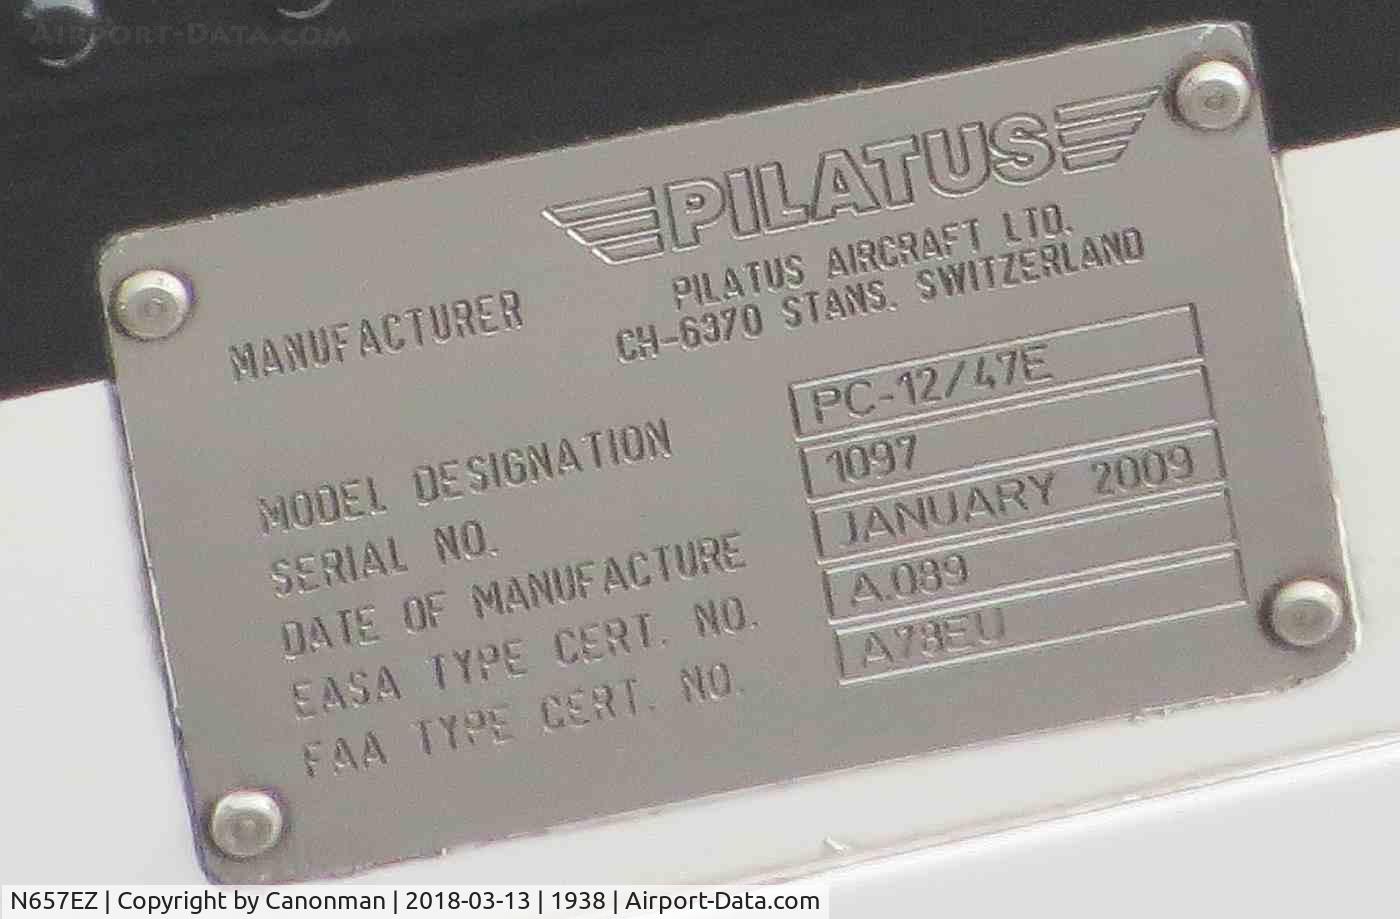 AIRPORT-DATA.COM
PILATUS
MANUFACTURER PILATUS AIRCRAFT LTD.
CH-6370 STANS, SWITZERLAND
MODEL DESIGNATION PC-12/47E
SERIAL NO. 1097
DATE OF MANUFACTURE JANUARY 2009
EASA TYPE CERT. NO. A.089
FAA TYPE CERT. NO. A78EU
N657EZ | Copyright by Canonman | 2018-03-13 | 1938 | Airport-Data.com